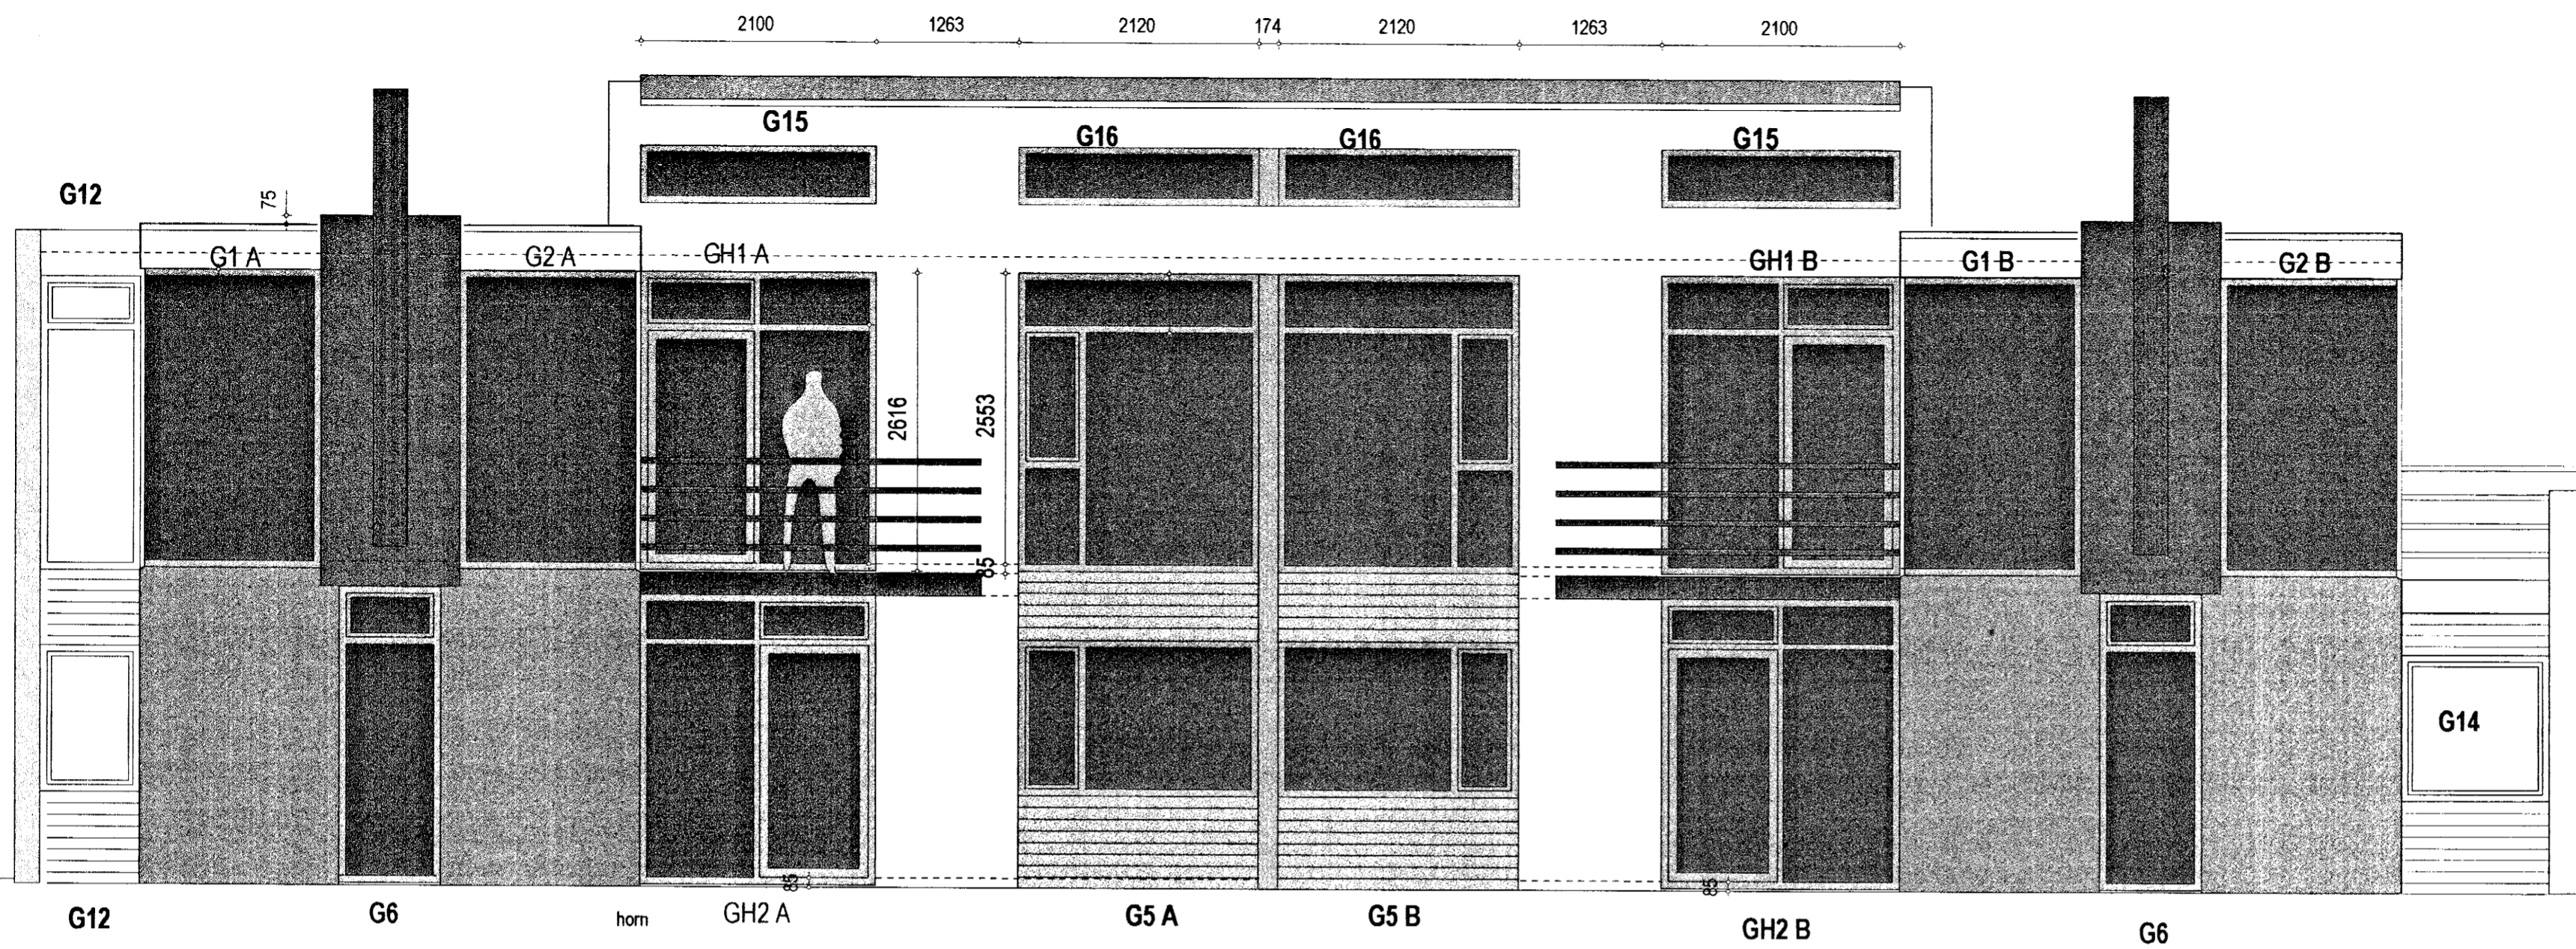 2100 1263 2120 174 2120 1263 2100
G15 G16 G16 G15
G12 75
G1 A G2 A GH1 A GH1 B G1 B G2 B
2616 2553
85
G14
85 85
G12 G6 horn GH2 A G5 A G5 B GH2 B G6